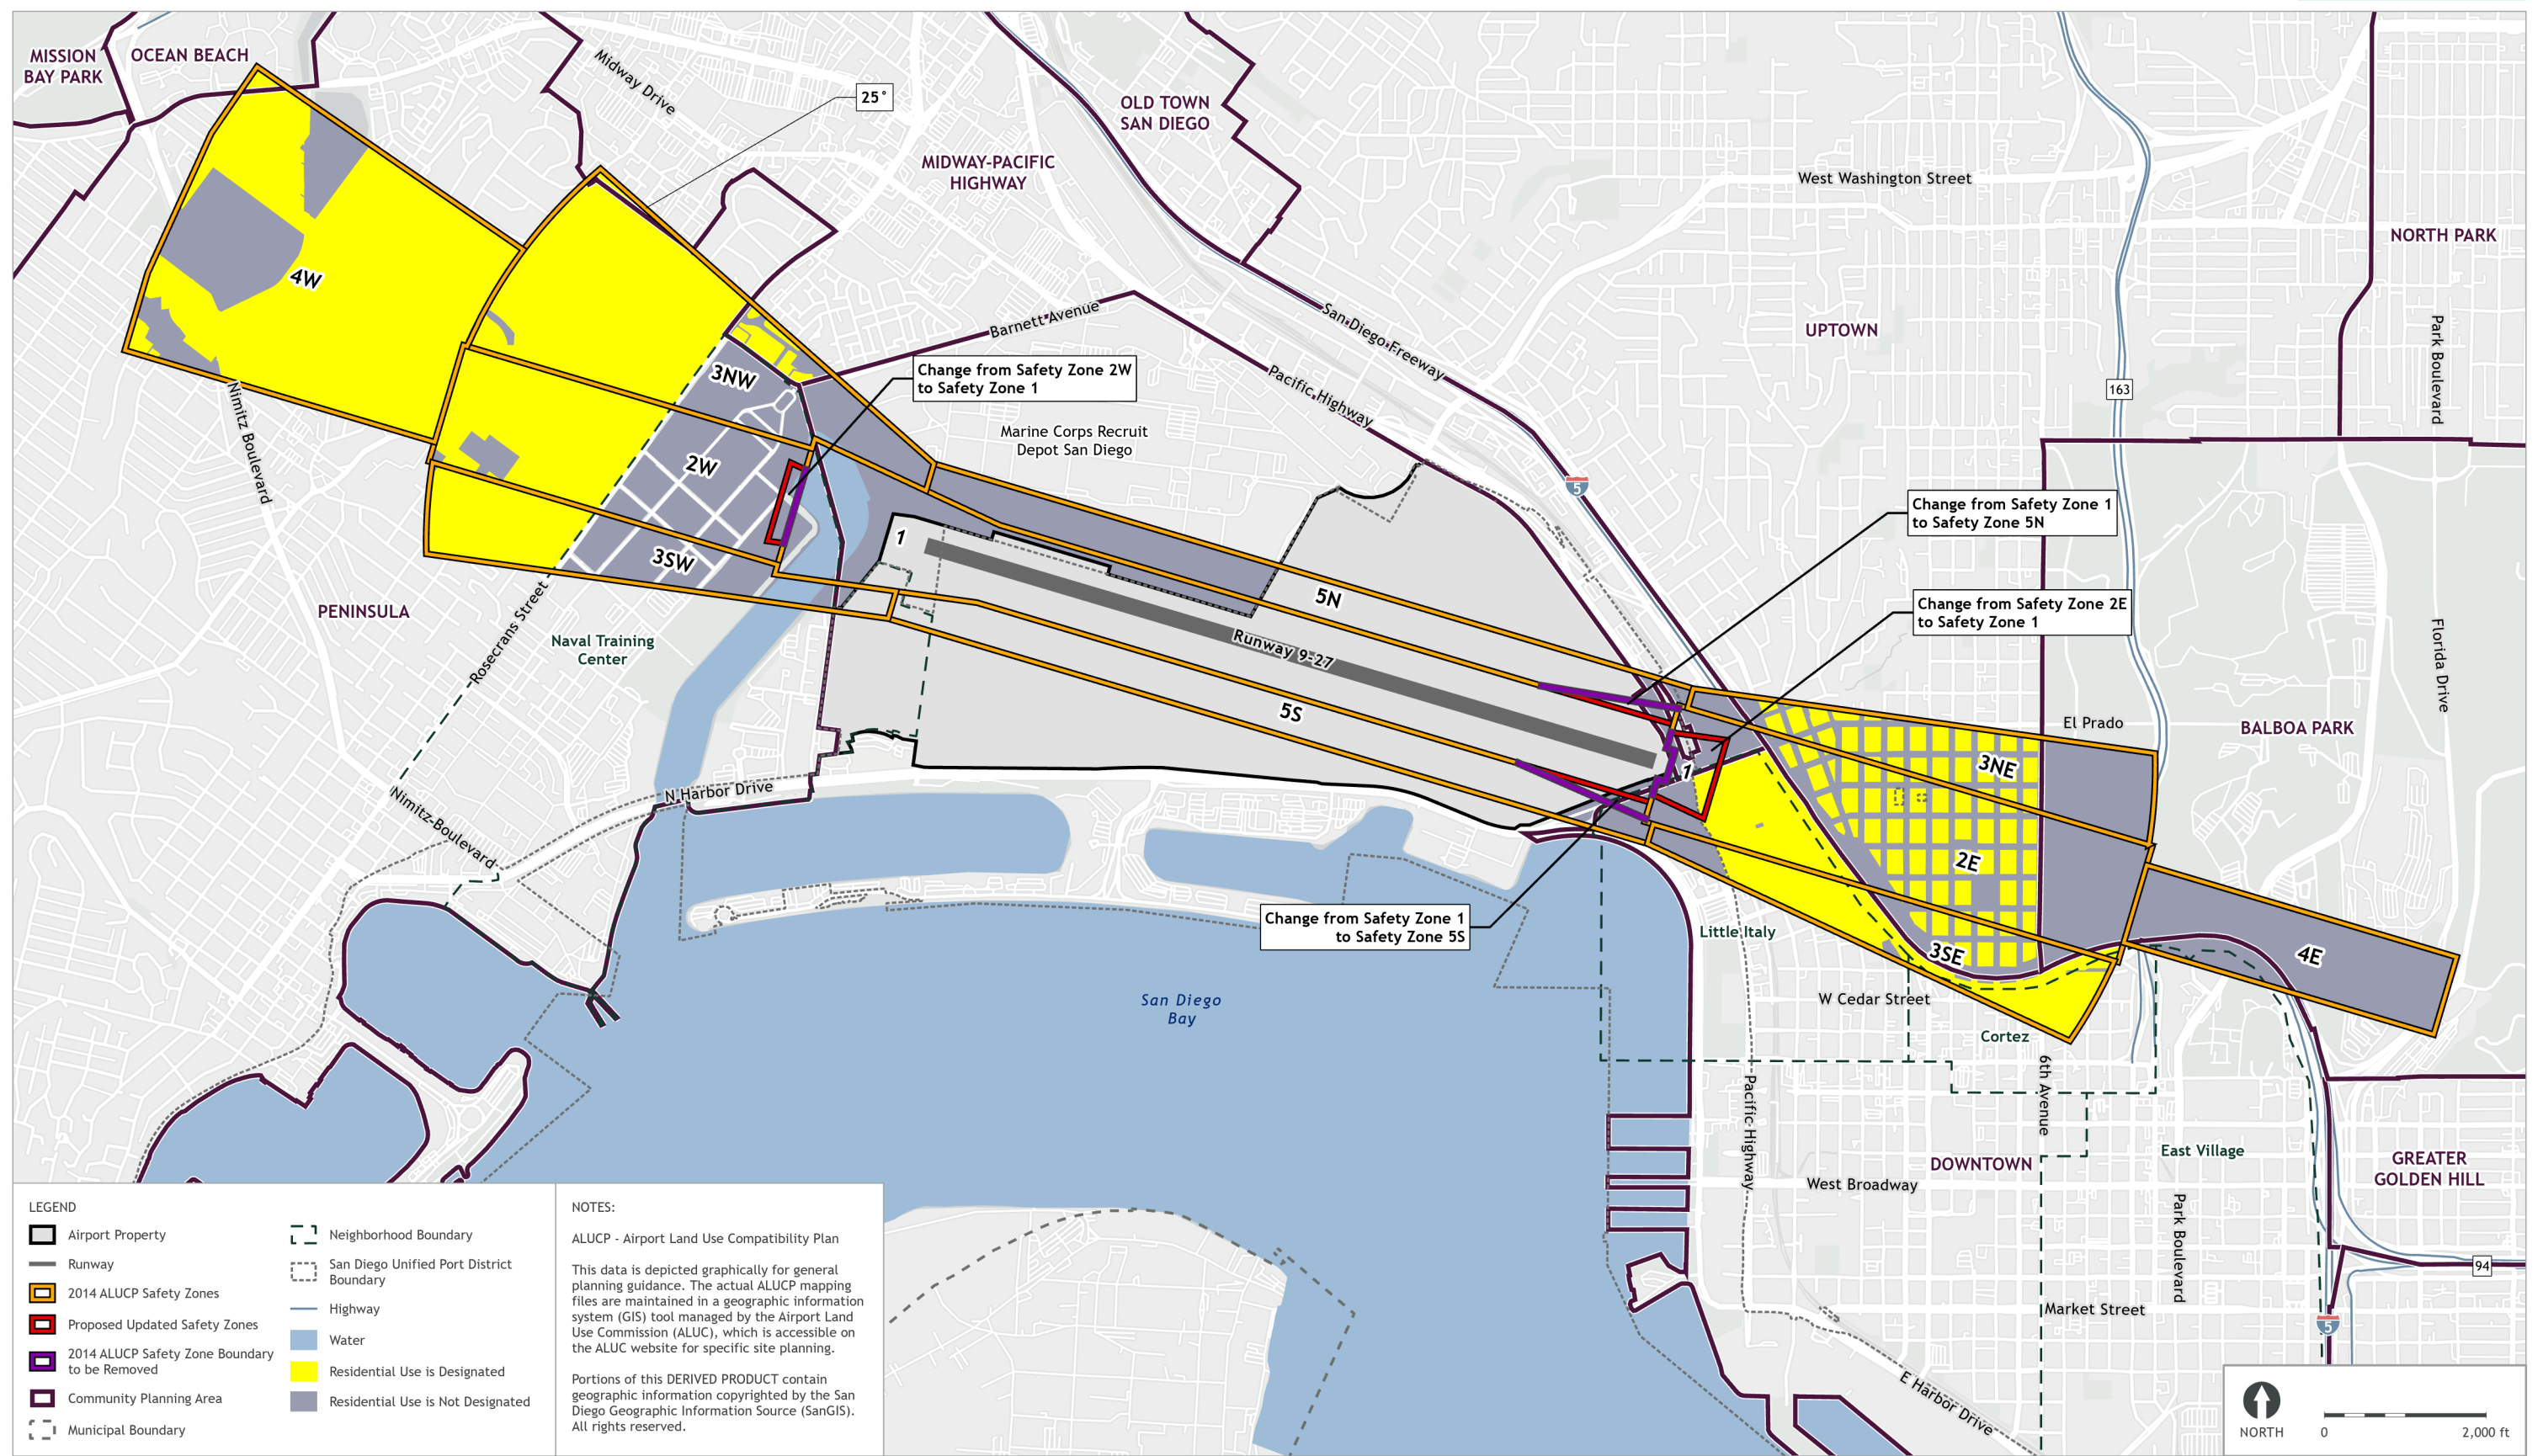 MISSION
BAY PARK
OCEAN BEACH
Midway Drive
25°
OLD TOWN
SAN DIEGO
MIDWAY-PACIFIC
HIGHWAY
West Washington Street
NORTH PARK
4W
Barnett Avenue
San Diego Freeway
UPTOWN
Park Boulevard
3NW
Change from Safety Zone 2W
to Safety Zone 1
Pacific Highway
163
Nimitz Boulevard
Marine Corps Recruit
Depot San Diego
2W
5
Change from Safety Zone 1
to Safety Zone 5N
1
3SW
5N
Change from Safety Zone 2E
to Safety Zone 1
PENINSULA
Rosecrans Street
Naval Training
Center
Runway 9-27
Florida Drive
5S
El Prado
BALBOA PARK
3NE
1
N Harbor Drive
Nimitz-Boulevard
2E
Change from Safety Zone 1
to Safety Zone 5S
Little Italy
3SE
4E
San Diego
Bay
W Cedar Street
Cortez
6th Avenue
Pacific Highway
DOWNTOWN
East Village
GREATER
GOLDEN HILL
West Broadway
Park Boulevard
94
Market Street
5
E Harbor Drive
LEGEND
Airport Property
Runway
2014 ALUCP Safety Zones
Proposed Updated Safety Zones
2014 ALUCP Safety Zone Boundary
to be Removed
Community Planning Area
Municipal Boundary
Neighborhood Boundary
San Diego Unified Port District
Boundary
Highway
Water
Residential Use is Designated
Residential Use is Not Designated
NOTES:
ALUCP - Airport Land Use Compatibility Plan
This data is depicted graphically for general
planning guidance. The actual ALUCP mapping
files are maintained in a geographic information
system (GIS) tool managed by the Airport Land
Use Commission (ALUC), which is accessible on
the ALUC website for specific site planning.
Portions of this DERIVED PRODUCT contain
geographic information copyrighted by the San
Diego Geographic Information Source (SanGIS).
All rights reserved.
NORTH
0
2,000 ft